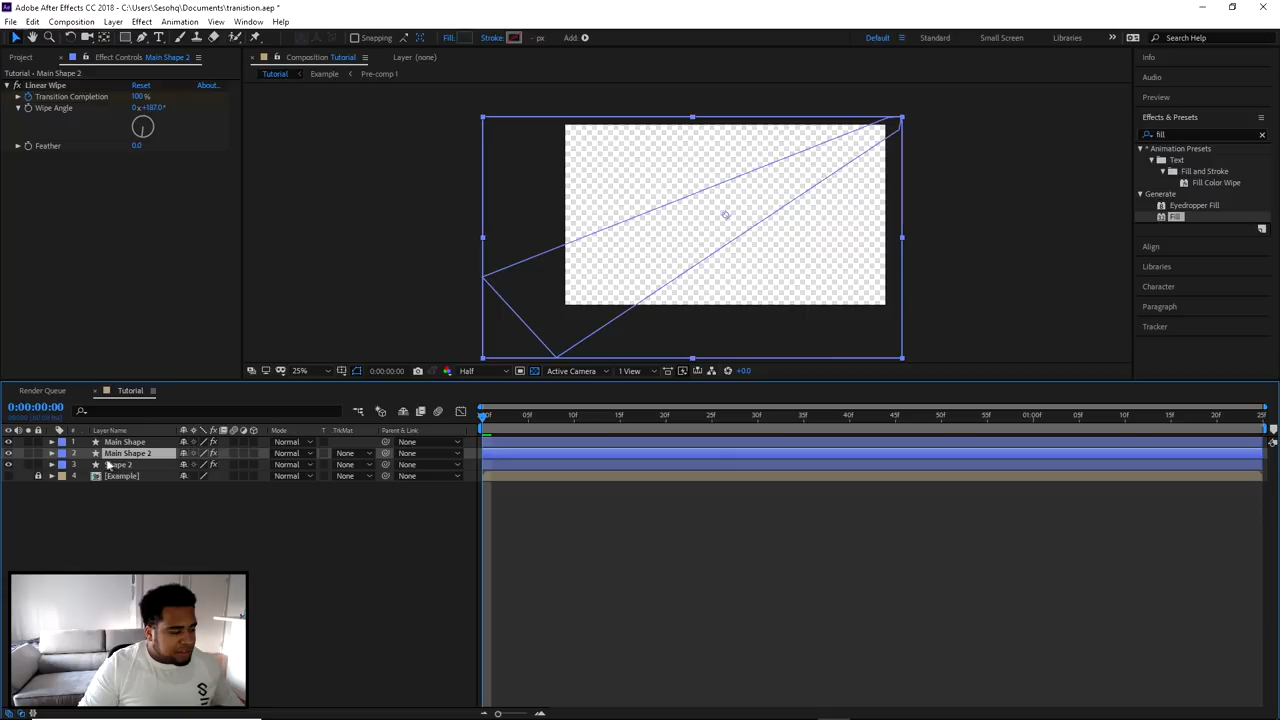 Adobe After Effects CC 2018 - C:\Users\Sesohq\Documents\tranistion.aep *
File Edit Composition Layer Effect Animation View Window Help
Snapping Fill: Stroke: - px Add: Default Standard Small Screen Libraries Search Help
Project Effect Controls Main Shape 2 Composition Tutorial Layer (none) Info
Tutorial • Main Shape 2 Tutorial Example Pre-comp 1
fx Linear Wipe Reset About... Audio
Transition Completion 100 % Preview
Wipe Angle 0x+187.0°
Effects & Presets
fill
Feather 0.0 * Animation Presets
Text
Fill and Stroke
Fill Color Wipe
Generate
Eyedropper Fill
Fill
Align
Libraries
Character
Paragraph
Tracker
25% 0:00:00:00 Half Active Camera 1 View +0.0
Render Queue Tutorial
0:00:00:00
05f 10f 15f 20f 25f 30f 35f 40f 45f 50f 55f 01:00f 05f 10f 15f 20f 25f
# Layer Name Mode T TrkMat Parent & Link
1 Main Shape Normal None
2 Main Shape 2 Normal None None
3 Shape 2 Normal None None
4 [Example] Normal None None